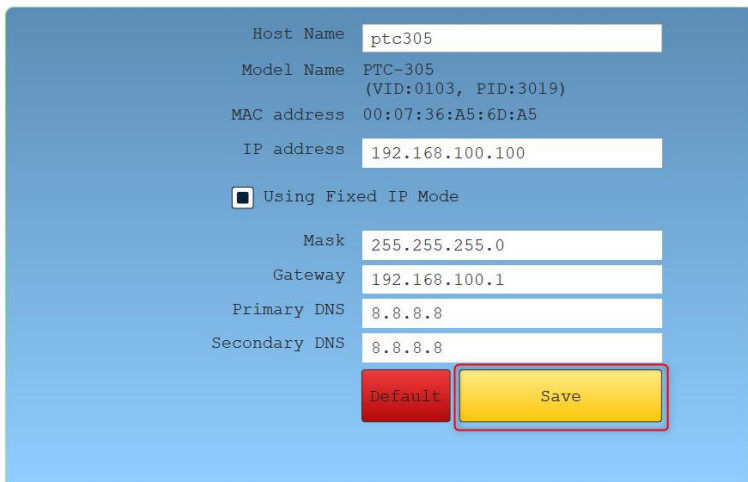 Host Name ptc305
Model Name PTC-305
(VID:0103, PID:3019)
MAC address 00:07:36:A5:6D:A5
IP address 192.168.100.100
Using Fixed IP Mode
Mask 255.255.255.0
Gateway 192.168.100.1
Primary DNS 8.8.8.8
Secondary DNS 8.8.8.8
Default Save